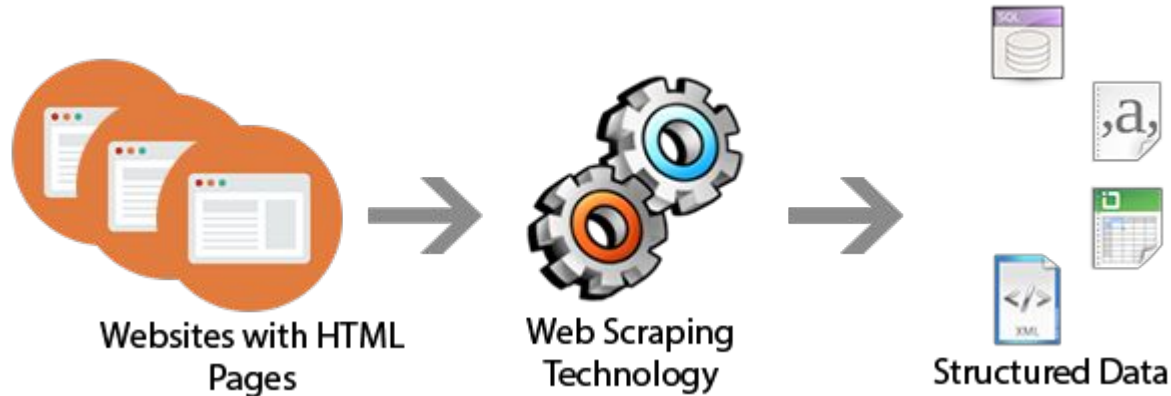 Websites with HTML
Pages
Web Scraping
Technology
SQL
,a,
</>
XML
Structured Data